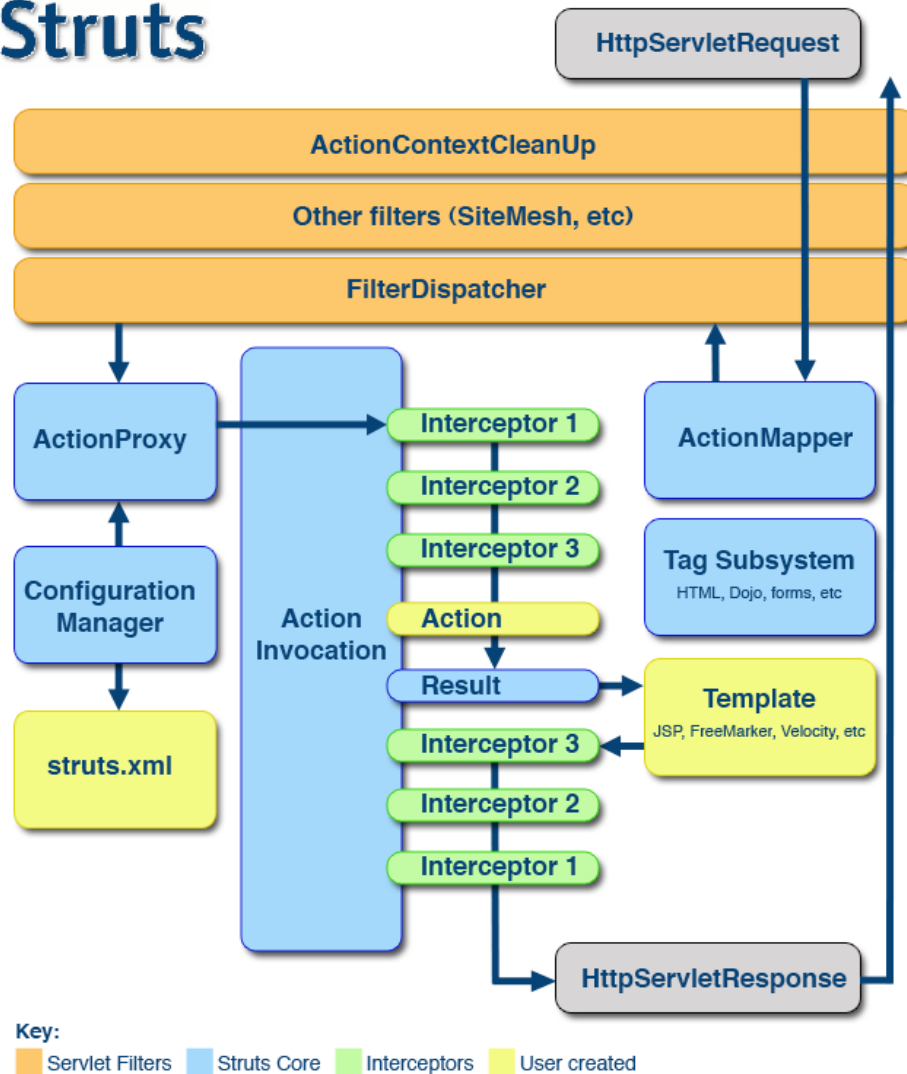 Struts
HttpServletRequest
ActionContextCleanUp
Other filters (SiteMesh, etc)
FilterDispatcher
ActionProxy
Interceptor 1
ActionMapper
Interceptor 2
Interceptor 3
Tag Subsystem
HTML, Dojo, forms, etc
Configuration
Manager
Action
Invocation
Action
Result
Template
JSP, FreeMarker, Velocity, etc
struts.xml
Interceptor 3
Interceptor 2
Interceptor 1
HttpServletResponse
Key:
Servlet Filters
Struts Core
Interceptors
User created